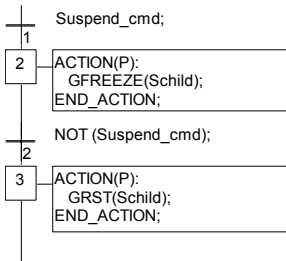 Suspend_cmd;
1
2
ACTION(P):
GFREEZE(Schild);
END_ACTION;
NOT (Suspend_cmd);
2
3
ACTION(P):
GRST(Schild);
END_ACTION;